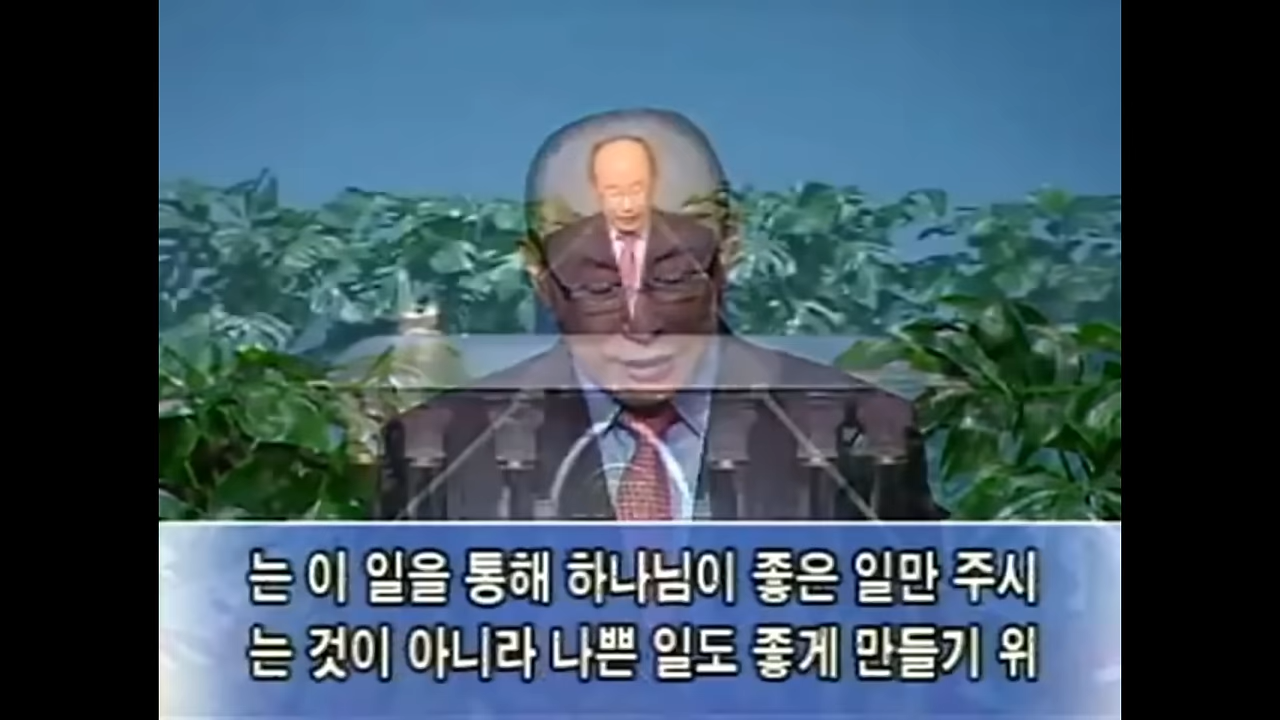 는 이 일을 통해 하나님이 좋은 일만 주시
는 것이 아니라 나쁜 일도 좋게 만들기 위